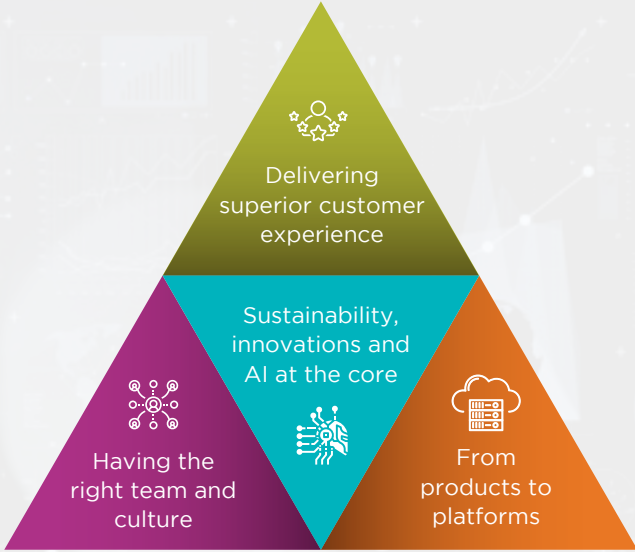 Delivering
superior customer
experience
Sustainability,
innovations and
AI at the core
Having the
right team and
culture
From
products to
platforms